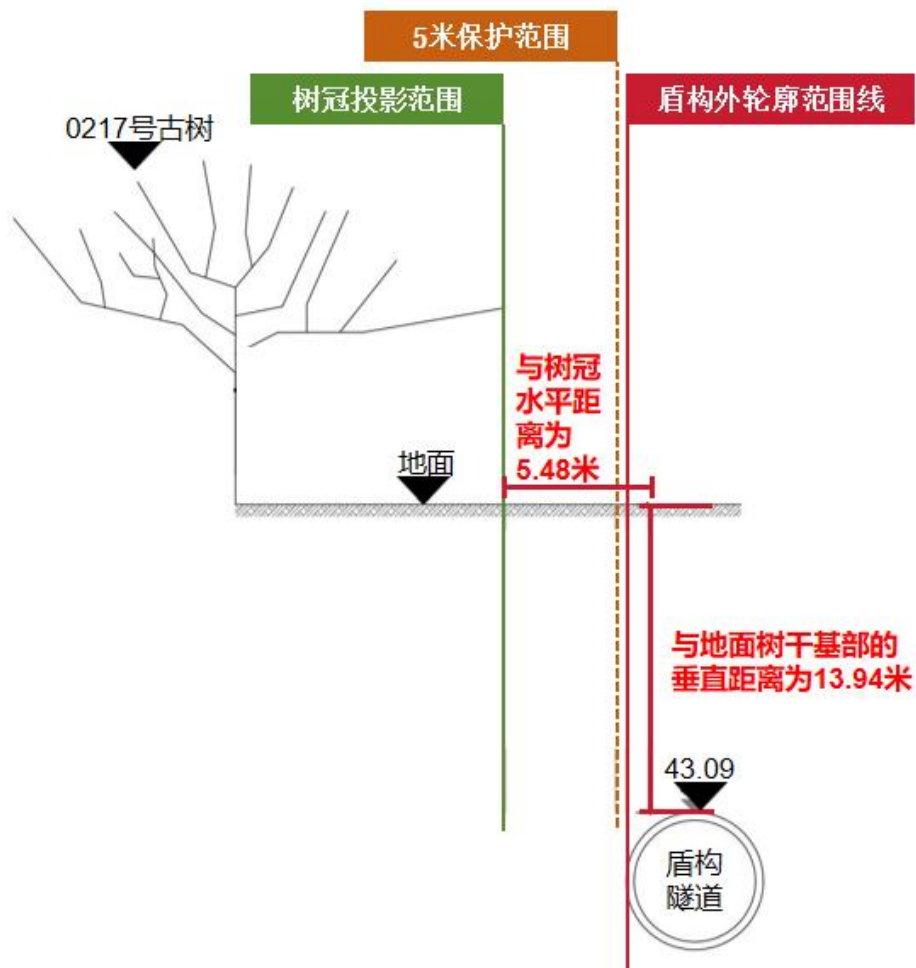 5米保护范围
树冠投影范围
盾构外轮廓范围线
0217号古树
与树冠
水平距
离为
5.48米
地面
与地面树干基部的
垂直距离为13.94米
43.09
盾构
隧道